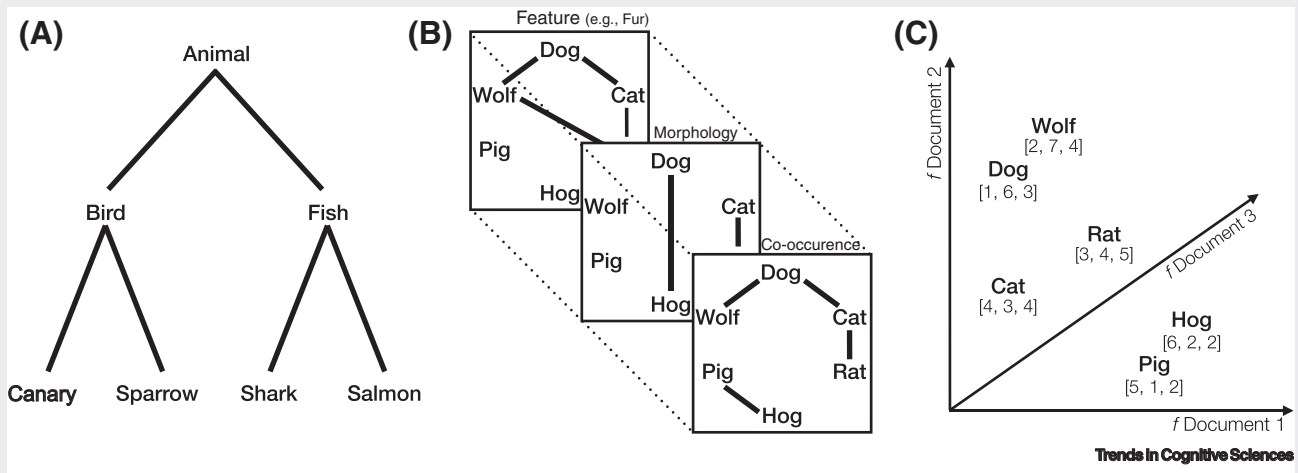 (A)
Animal
Bird
Fish
Canary
Sparrow
Shark
Salmon
(B)
Feature (e.g., Fur)
Dog
Wolf
Cat
Pig
Hog
Morphology
Dog
Wolf
Cat
Pig
Hog
Co-occurence
Dog
Wolf
Cat
Pig
Rat
Hog
(C)
f Document 2
Wolf
[2, 7, 4]
Dog
[1, 6, 3]
Rat
[3, 4, 5]
f Document 3
Cat
[4, 3, 4]
Hog
[6, 2, 2]
Pig
[5, 1, 2]
f Document 1
Trends in Cognitive Sciences